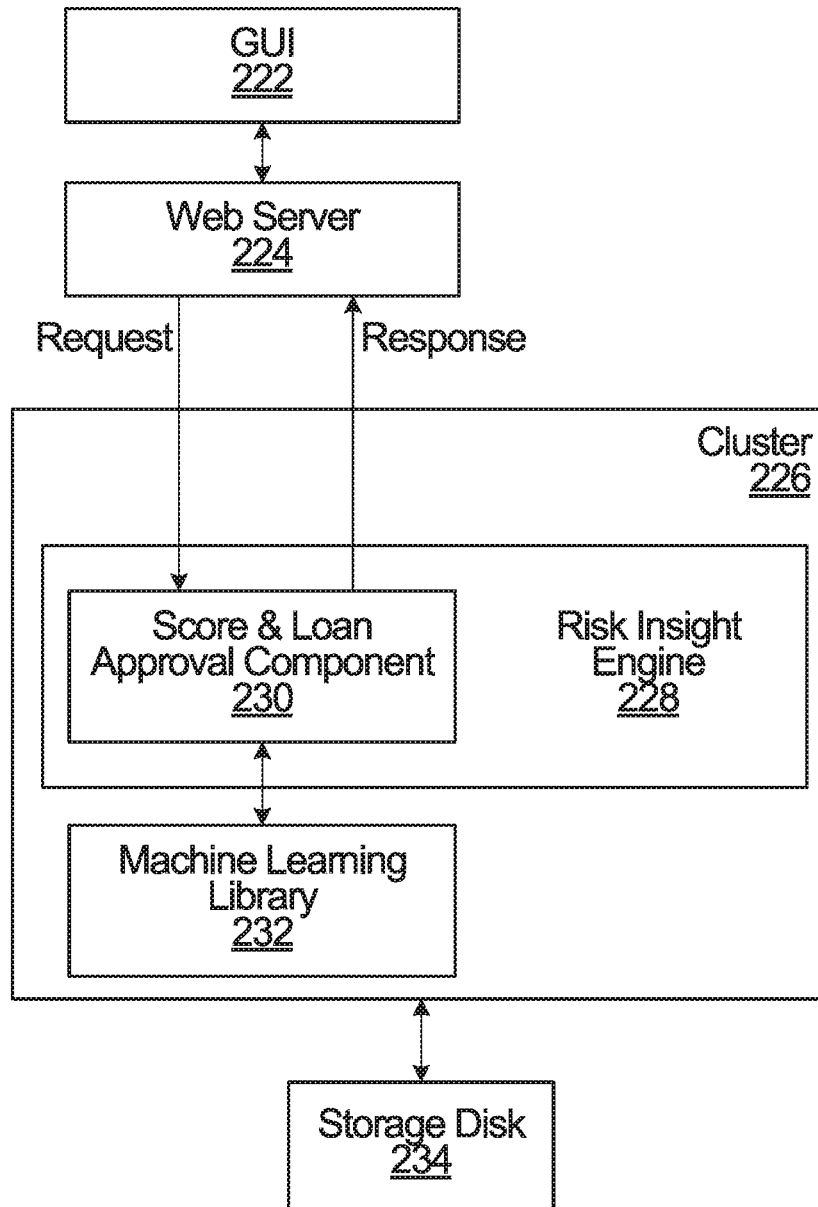 GUI
222
Web Server
224
Request
Response
Cluster
226
Score & Loan
Approval Component
230
Risk Insight
Engine
228
Machine Learning
Library
232
Storage Disk
234